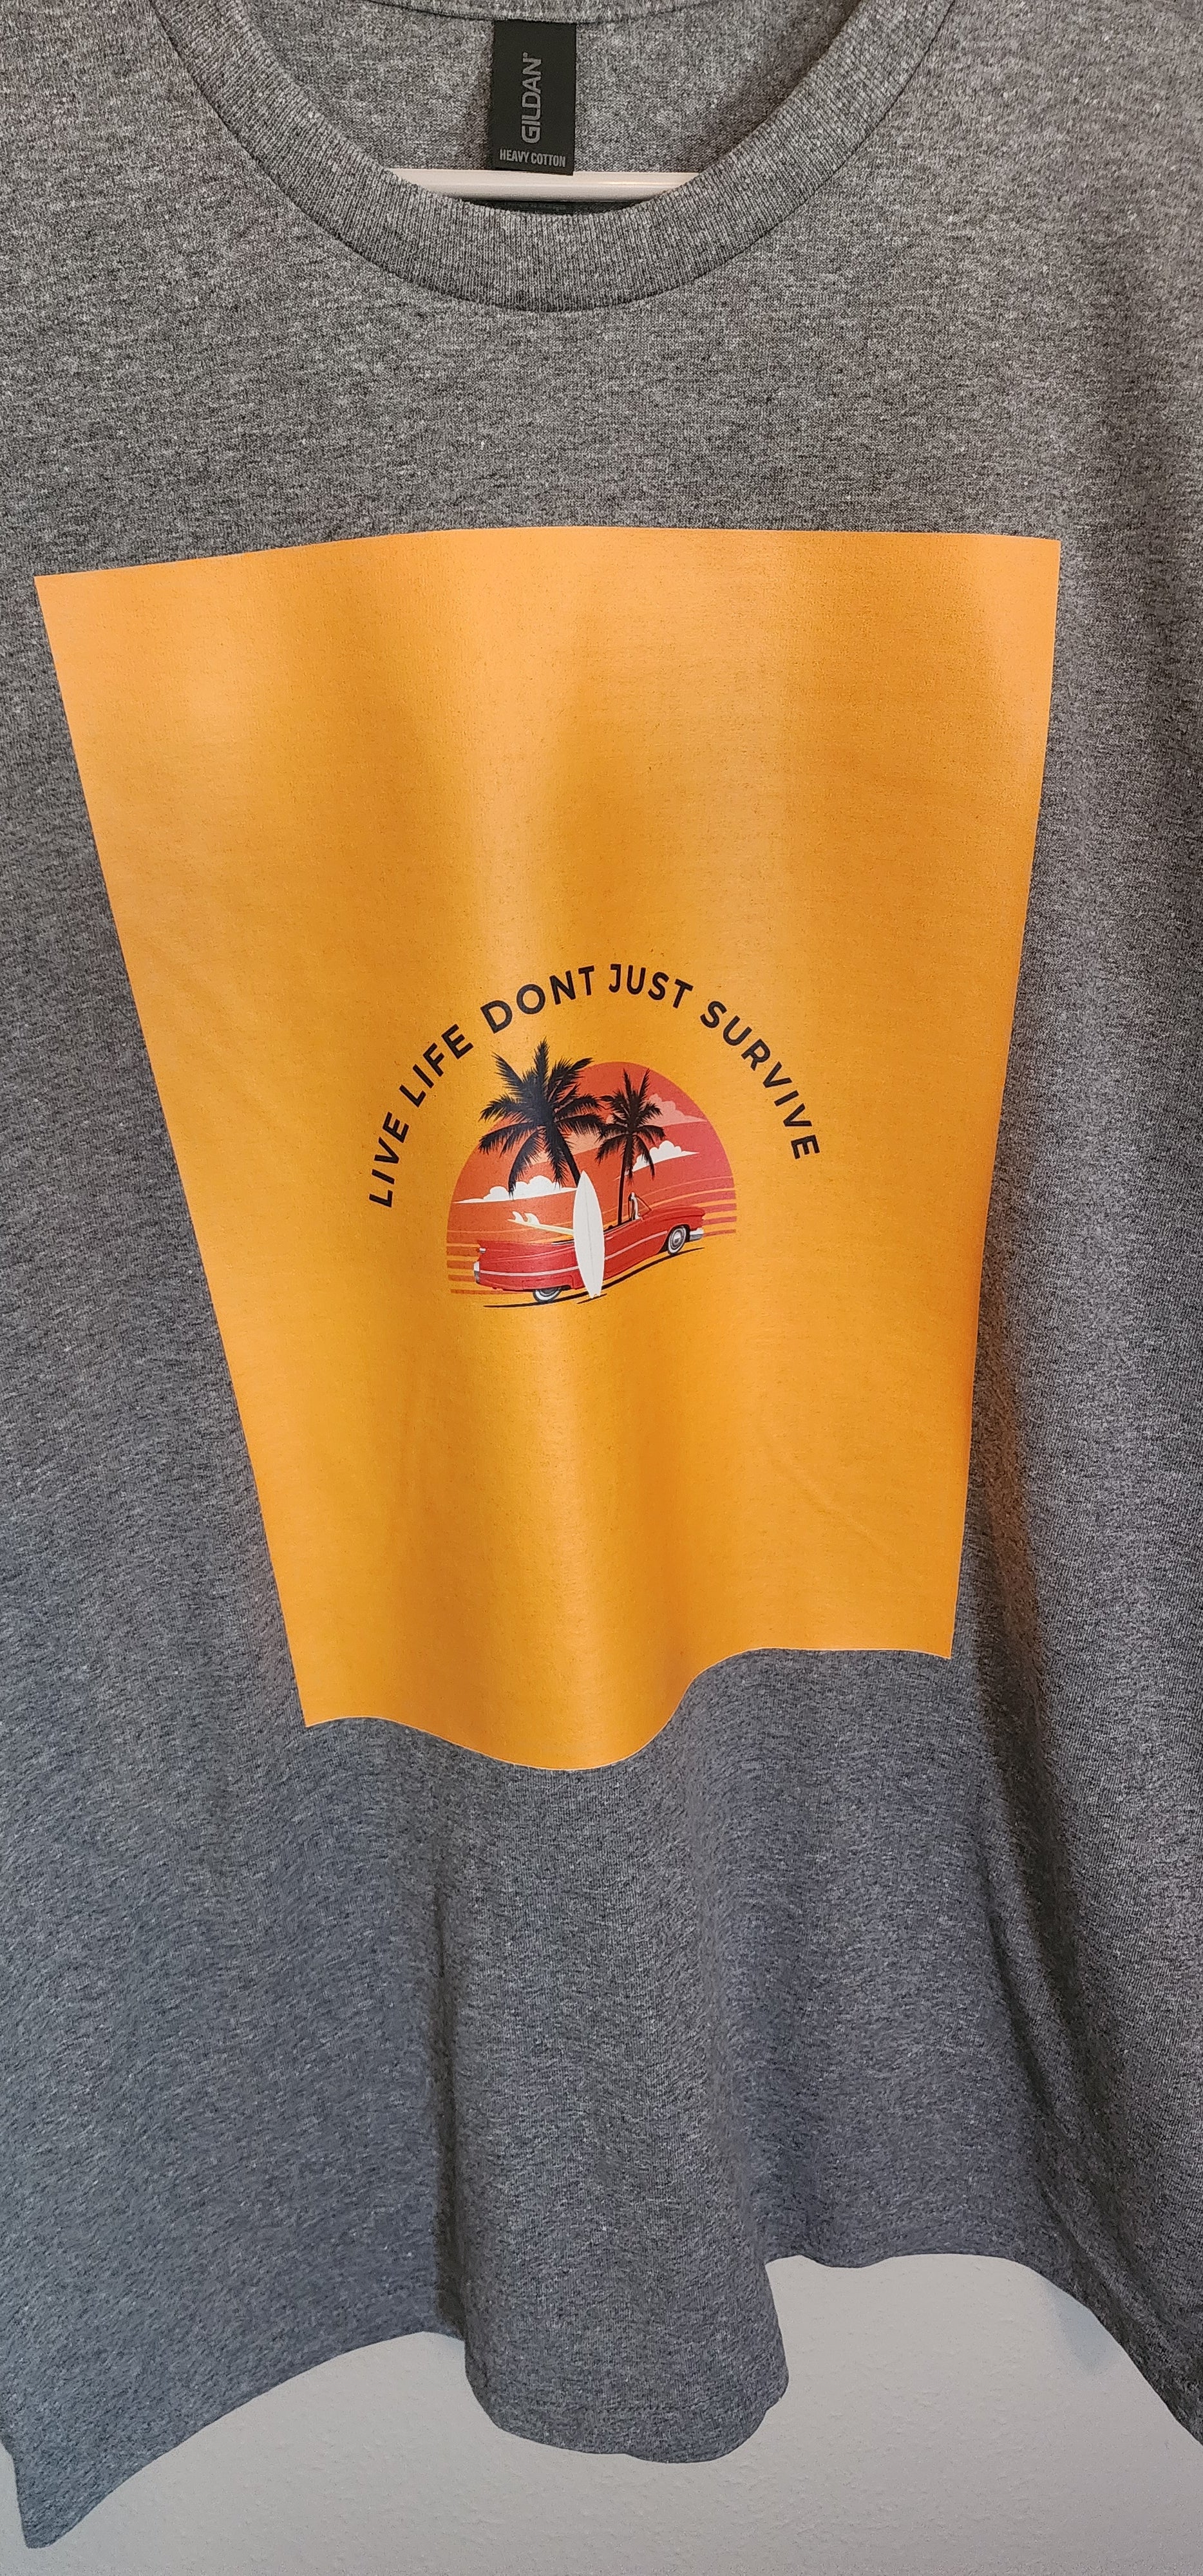 GILDAN®
HEAVY COTTON
LIVE LIFE DONT JUST SURVIVE